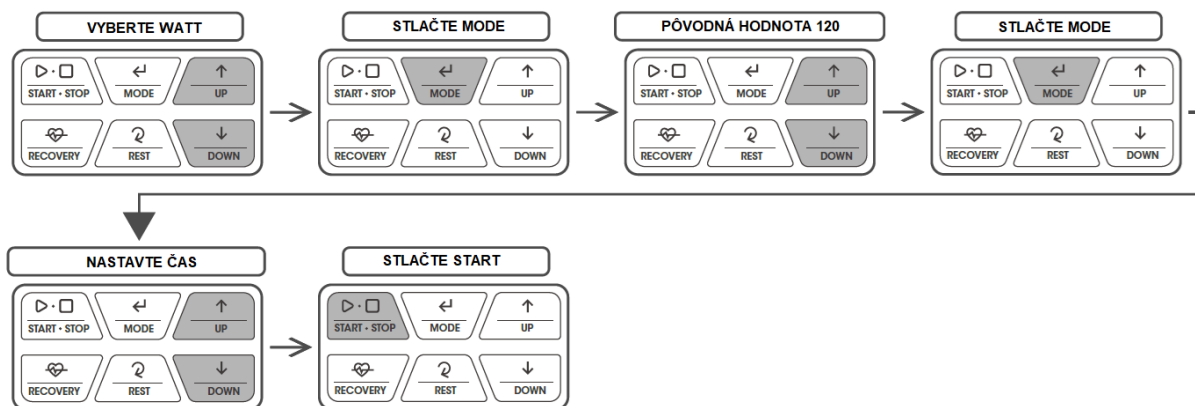 VYBERTE WATT
START • STOP
MODE
UP
RECOVERY
REST
DOWN
STLAČTE MODE
START • STOP
MODE
UP
RECOVERY
REST
DOWN
PÔVODNÁ HODNOTA 120
START • STOP
MODE
UP
RECOVERY
REST
DOWN
STLAČTE MODE
START • STOP
MODE
UP
RECOVERY
REST
DOWN
NASTAVTE ČAS
START • STOP
MODE
UP
RECOVERY
REST
DOWN
STLAČTE START
START • STOP
MODE
UP
RECOVERY
REST
DOWN